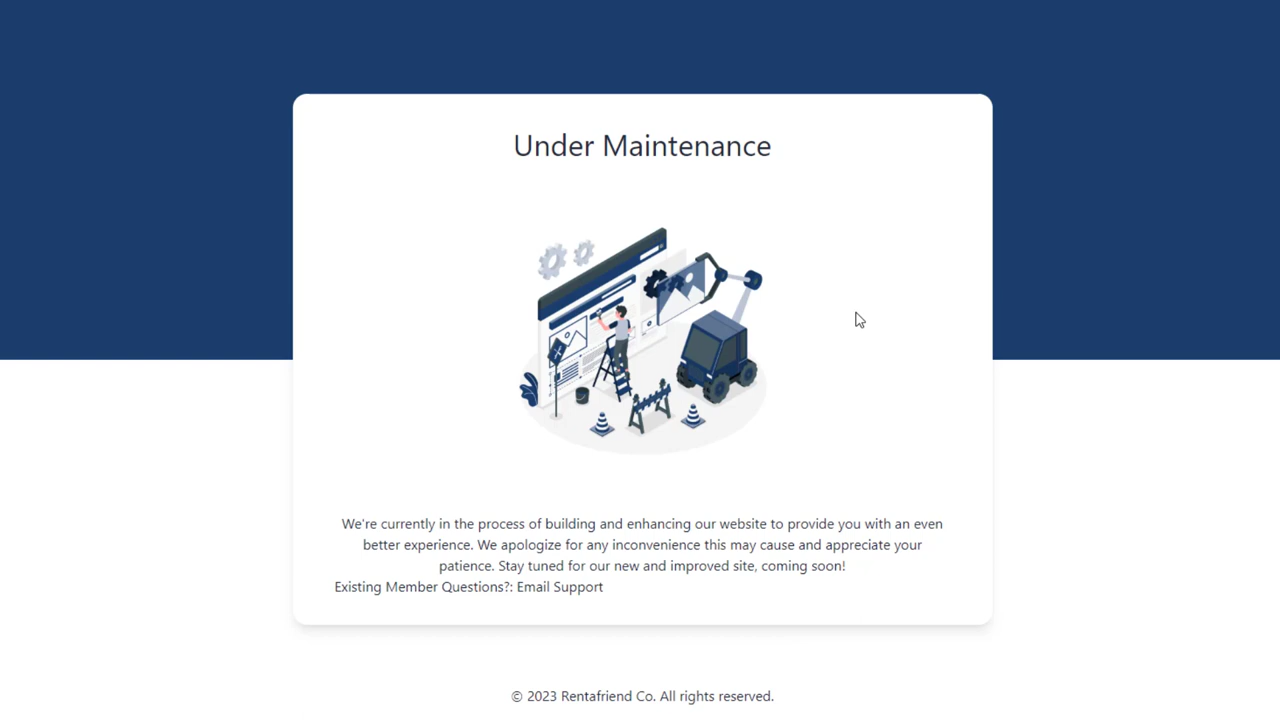 Under Maintenance
We're currently in the process of building and enhancing our website to provide you with an even
better experience. We apologize for any inconvenience this may cause and appreciate your
patience. Stay tuned for our new and improved site, coming soon!
Existing Member Questions?: Email Support
© 2023 Rentafriend Co. All rights reserved.